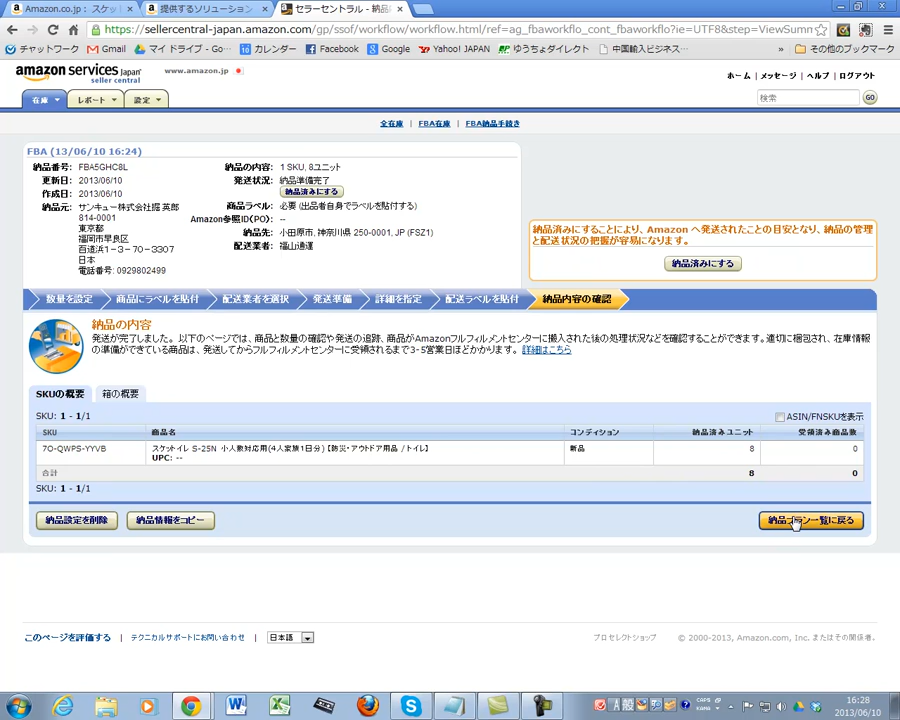 Amazon.co.jp： スケッ
提供するソリューション
セラーセントラル - 納品
https://sellercentral-japan.amazon.com/gp/ssof/workflow/workflow.html/ref=ag_fbaworkflo_cont_fbaworkflo?ie=UTF8&step=ViewSumm
チャットワーク Gmail マイ ドライブ - Go… カレンダー Facebook Google Yahoo! JAPAN ゆうちょダイレクト 中国輸入ビジネス… » その他のブックマーク
amazon services Japan
seller central
www.amazon.jp
ホーム | メッセージ | ヘルプ | ログアウト
在庫 レポート 設定
検索 GO
全在庫 | FBA在庫 | FBA納品手続き
FBA (13/06/10 16:24)
納品番号: FBA5GHC8L
更新日: 2013/06/10
作成日: 2013/06/10
納品元: サンキュー株式会社掘 英郎
814-0001
東京都
福岡市早良区
百道浜1－3－70－3307
日本
電話番号: 0929802499
納品の内容: 1 SKU, 8ユニット
発送状況: 納品準備完了
納品済みにする
商品ラベル: 必要 (出品者自身でラベルを貼付する)
Amazon参照ID(PO): --
納品先: 小田原市, 神奈川県 250-0001, JP (FSZ1)
配送業者: 福山通運
納品済みにすることにより、Amazon へ発送されたことの目安となり、納品の管理
と配送状況の把握が容易になります。
納品済みにする
数量を設定 商品にラベルを貼付 配送業者を選択 発送準備 詳細を指定 配送ラベルを貼付 納品内容の確認
納品の内容
発送が完了しました。以下のページでは、商品と数量の確認や発送の追跡、商品がAmazonフルフィルメントセンターに搬入された後の処理状況などを確認することができます。適切に梱包され、在庫情報
の準備ができている商品は、発送してからフルフィルメントセンターに受領されるまで3-5営業日ほどかかります。 詳細はこちら
SKUの概要 箱の概要
SKU: 1 - 1/1
ASIN/FNSKUを表示
SKU 商品名 コンディション 納品済みユニット 受領済み商品数
7O-QWPS-YYVB スケットイレ S-25N 小人数対応用(4人家族1日分) 【防災・アウトドア用品 /トイレ】 新品 8 0
UPC: --
合計 8 0
SKU: 1 - 1/1
納品設定を削除 納品情報をコピー 納品プラン一覧に戻る
このページを評価する | テクニカルサポートにお問い合わせ | 日本語
プロセレクトショップ © 2000-2013, Amazon.com, Inc. またはその関係者。
CAPS
KANA
16:28
2013/06/10